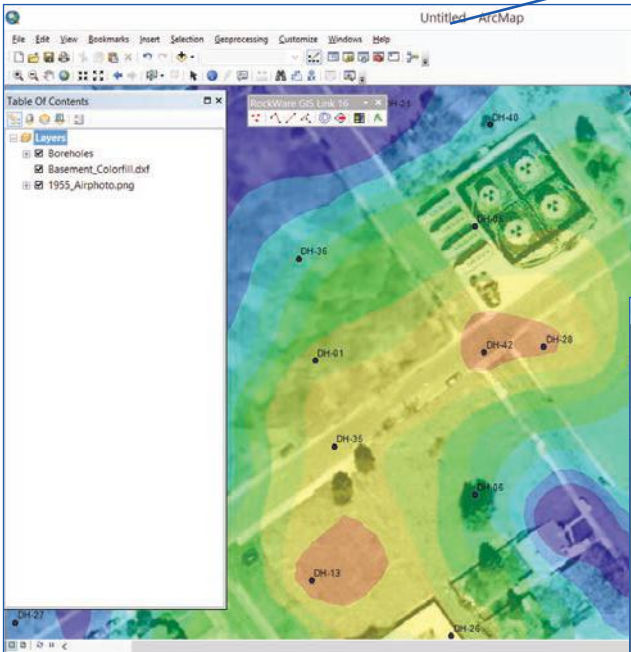 Untitled - ArcMap
File Edit View Bookmarks Insert Selection Geoprocessing Customize Windows Help
Table Of Contents
RockWare GIS Link 16
Layers
Boreholes
Basement_Colorfill.dxf
1955_Airphoto.png
DH-40
DH-36
DH-01
DH-42
DH-28
DH-35
DH-06
DH-13
DH-27
DH-26